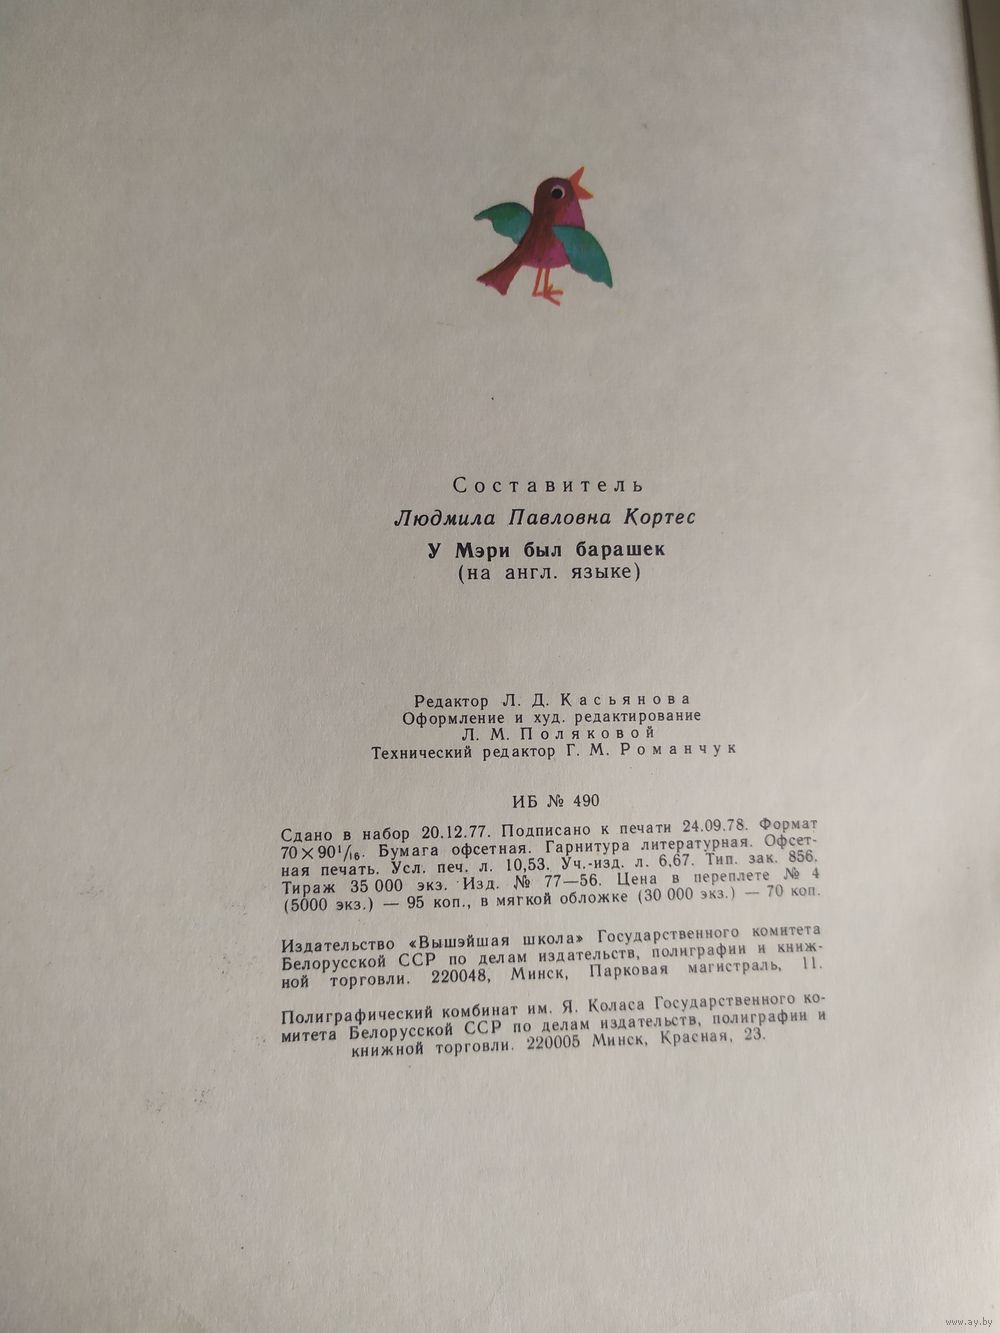 Составитель
Людмила Павловна Кортес
У Мэри был барашек
(на англ. языке)
Редактор Л. Д. Касьянова
Оформление и худ. редактирование
Л. М. Поляковой
Технический редактор Г. М. Романчук
ИБ № 490
Сдано в набор 20.12.77. Подписано к печати 24.09.78. Формат
70×90¹/₁₆. Бумага офсетная. Гарнитура литературная. Офсет-
ная печать. Усл. печ. л. 10,53. Уч.-изд. л. 6,67. Тип. зак. 856.
Тираж 35 000 экз. Изд. № 77—56. Цена в переплете № 4
(5000 экз.) — 95 коп., в мягкой обложке (30 000 экз.) — 70 коп.
Издательство «Вышэйшая школа» Государственного комитета
Белорусской ССР по делам издательств, полиграфии и книж-
ной торговли. 220048, Минск, Парковая магистраль, 11.
Полиграфический комбинат им. Я. Коласа Государственного ко-
митета Белорусской ССР по делам издательств, полиграфии и
книжной торговли. 220005 Минск, Красная, 23.
www.ay.by